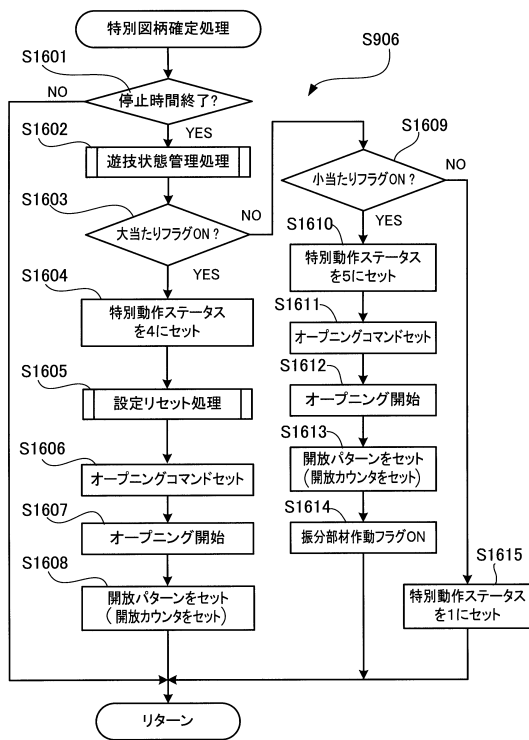 特別図柄確定処理
S906
S1601
停止時間終了?
NO
YES
S1602
遊技状態管理処理
S1603
大当たりフラグON?
NO
YES
S1604
特別動作ステータス
を4にセット
S1605
設定リセット処理
S1606
オープニングコマンドセット
S1607
オープニング開始
S1608
開放パターンをセット
(開放カウンタをセット)
S1609
小当たりフラグON?
NO
YES
S1610
特別動作ステータス
を5にセット
S1611
オープニングコマンドセット
S1612
オープニング開始
S1613
開放パターンをセット
(開放カウンタをセット)
S1614
振分部材作動フラグON
S1615
特別動作ステータス
を1にセット
リターン